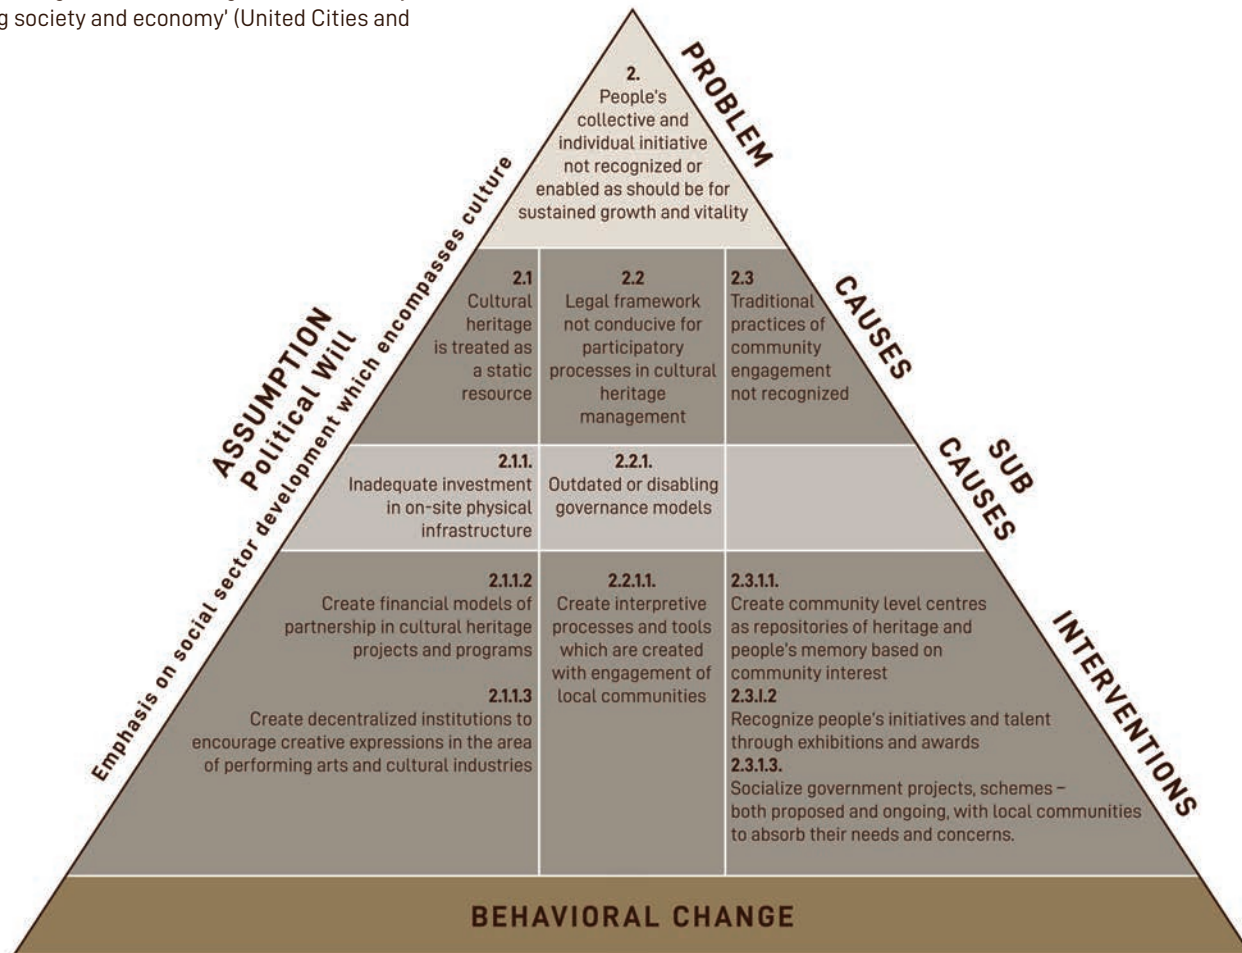 g society and economy' (United Cities and
PROBLEM
2.
People's
collective and
individual initiative
not recognized or
enabled as should be for
sustained growth and vitality
ASSUMPTION
Political Will
Emphasis on social sector development which encompasses culture
CAUSES
2.1
Cultural
heritage
is treated as
a static
resource
2.2
Legal framework
not conducive for
participatory
processes in cultural
heritage
management
2.3
Traditional
practices of
community
engagement
not recognized
SUB
CAUSES
2.1.1.
Inadequate investment
in on-site physical
infrastructure
2.2.1.
Outdated or disabling
governance models
INTERVENTIONS
2.1.1.2
Create financial models of
partnership in cultural heritage
projects and programs
2.1.1.3
Create decentralized institutions to
encourage creative expressions in the area
of performing arts and cultural industries
2.2.1.1.
Create interpretive
processes and tools
which are created
with engagement of
local communities
2.3.1.1.
Create community level centres
as repositories of heritage and
people's memory based on
community interest
2.3.I.2
Recognize people's initiatives and talent
through exhibitions and awards
2.3.1.3.
Socialize government projects, schemes –
both proposed and ongoing, with local communities
to absorb their needs and concerns.
BEHAVIORAL CHANGE